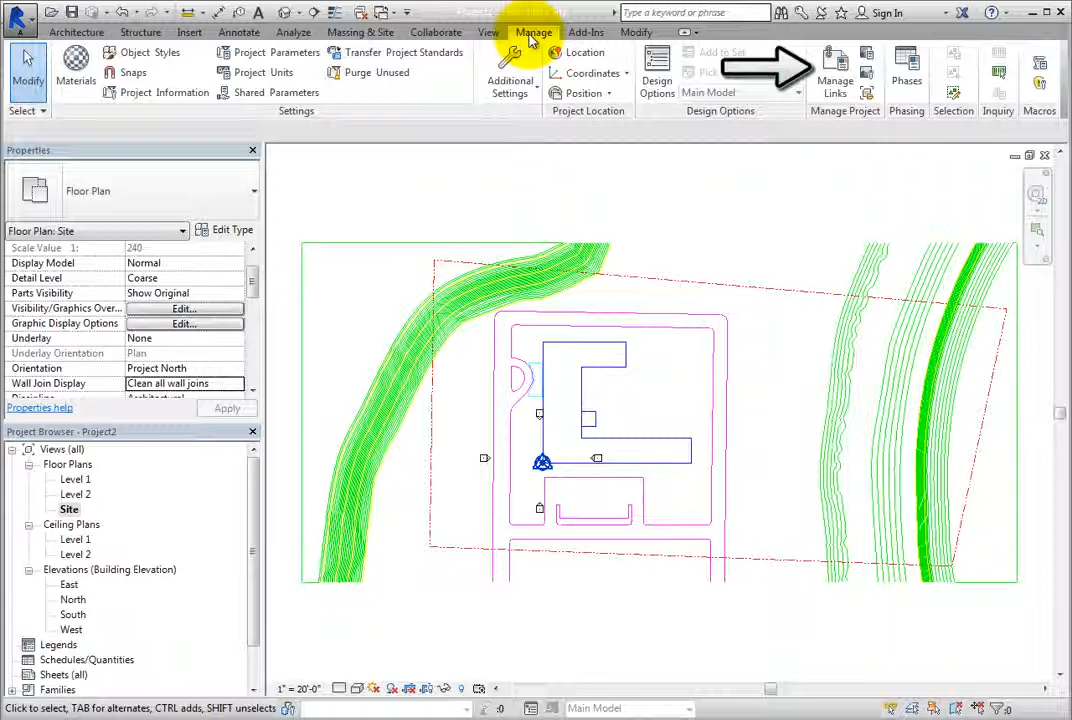 Type a keyword or phrase
Sign In
Architecture Structure Insert Annotate Analyze Massing & Site Collaborate View Manage Add-Ins Modify
Modify
Select
Materials
Object Styles
Snaps
Project Information
Project Parameters
Project Units
Shared Parameters
Transfer Project Standards
Purge Unused
Settings
Additional
Settings
Location
Coordinates
Position
Project Location
Design
Options
Add to Set
Pick
Main Model
Design Options
Manage
Links
Manage Project
Phases
Phasing
Selection
Inquiry
Macros
Properties
Floor Plan
Floor Plan: Site
Edit Type
Scale Value 1: 240
Display Model Normal
Detail Level Coarse
Parts Visibility Show Original
Visibility/Graphics Over... Edit...
Graphic Display Options Edit...
Underlay None
Underlay Orientation Plan
Orientation Project North
Wall Join Display Clean all wall joins
Properties help
Apply
Project Browser - Project2
Views (all)
Floor Plans
Level 1
Level 2
Site
Ceiling Plans
Level 1
Level 2
Elevations (Building Elevation)
East
North
South
West
Legends
Schedules/Quantities
Sheets (all)
Families
1" = 20'-0"
Click to select, TAB for alternates, CTRL adds, SHIFT unselects
:0
Main Model
:0